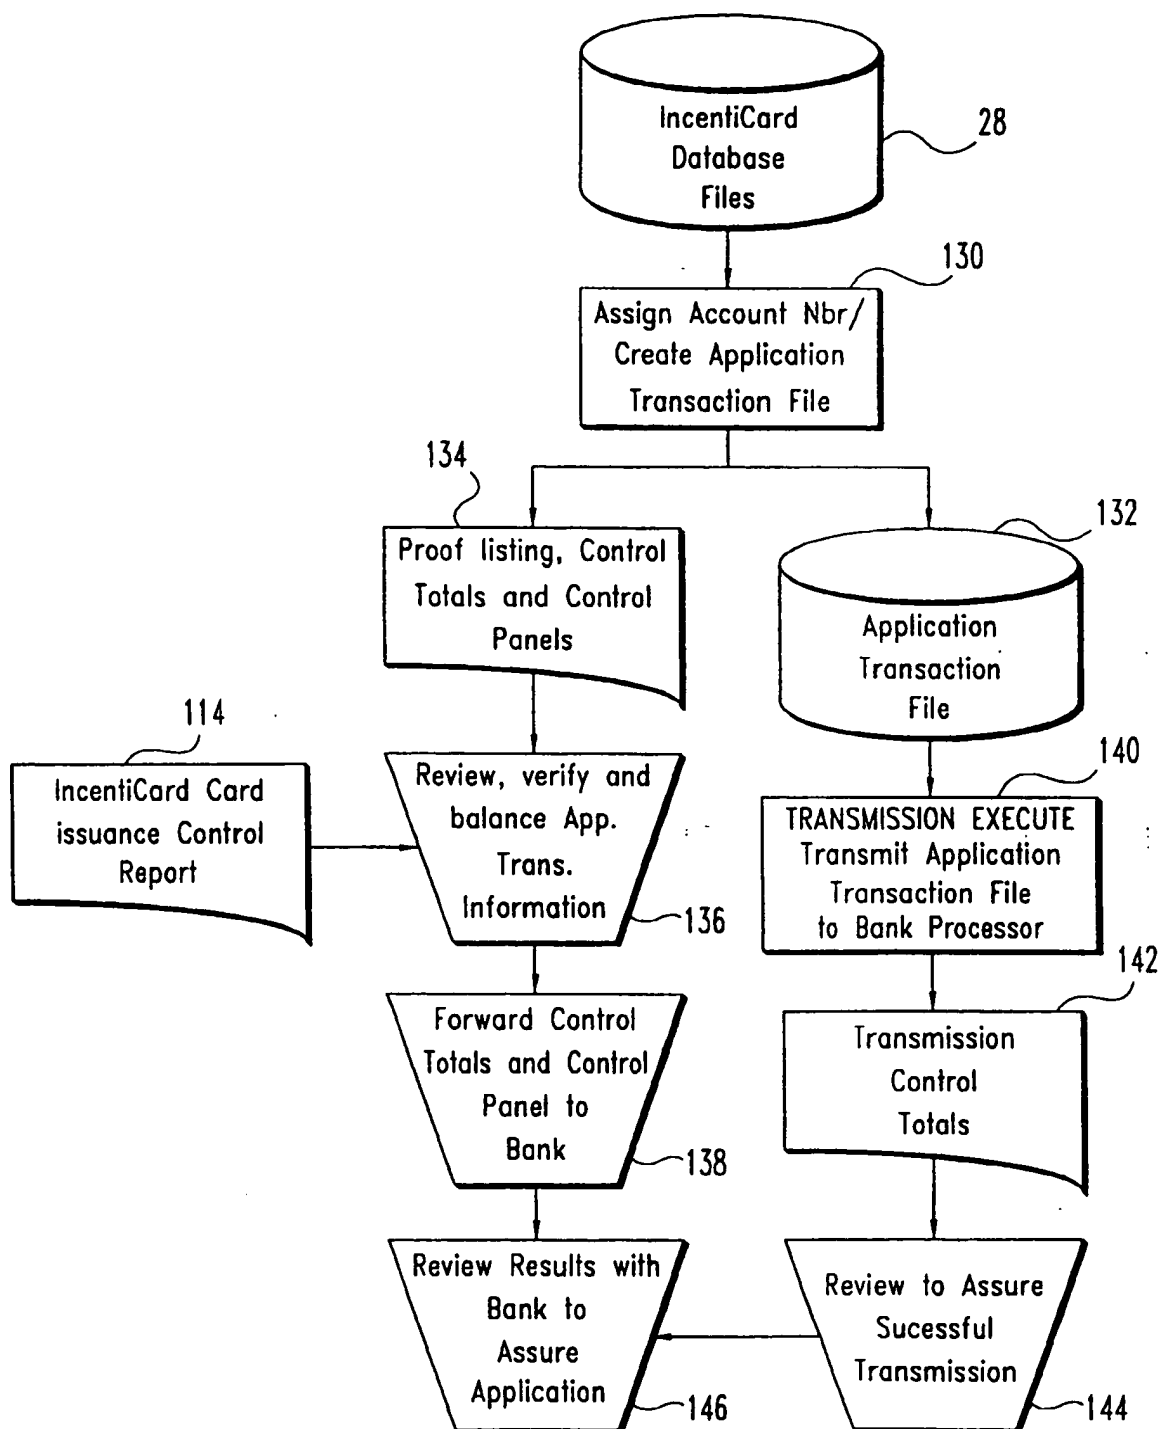 IncentiCard
Database
Files
28
130
Assign Account Nbr/
Create Application
Transaction File
134
Proof listing, Control
Totals and Control
Panels
132
Application
Transaction
File
114
IncentiCard Card
issuance Control
Report
Review, verify and
balance App.
Trans.
Information
136
140
TRANSMISSION EXECUTE
Transmit Application
Transaction File
to Bank Processor
Forward Control
Totals and Control
Panel to
Bank
138
142
Transmission
Control
Totals
Review Results with
Bank to
Assure
Application
146
Review to Assure
Sucessful
Transmission
144